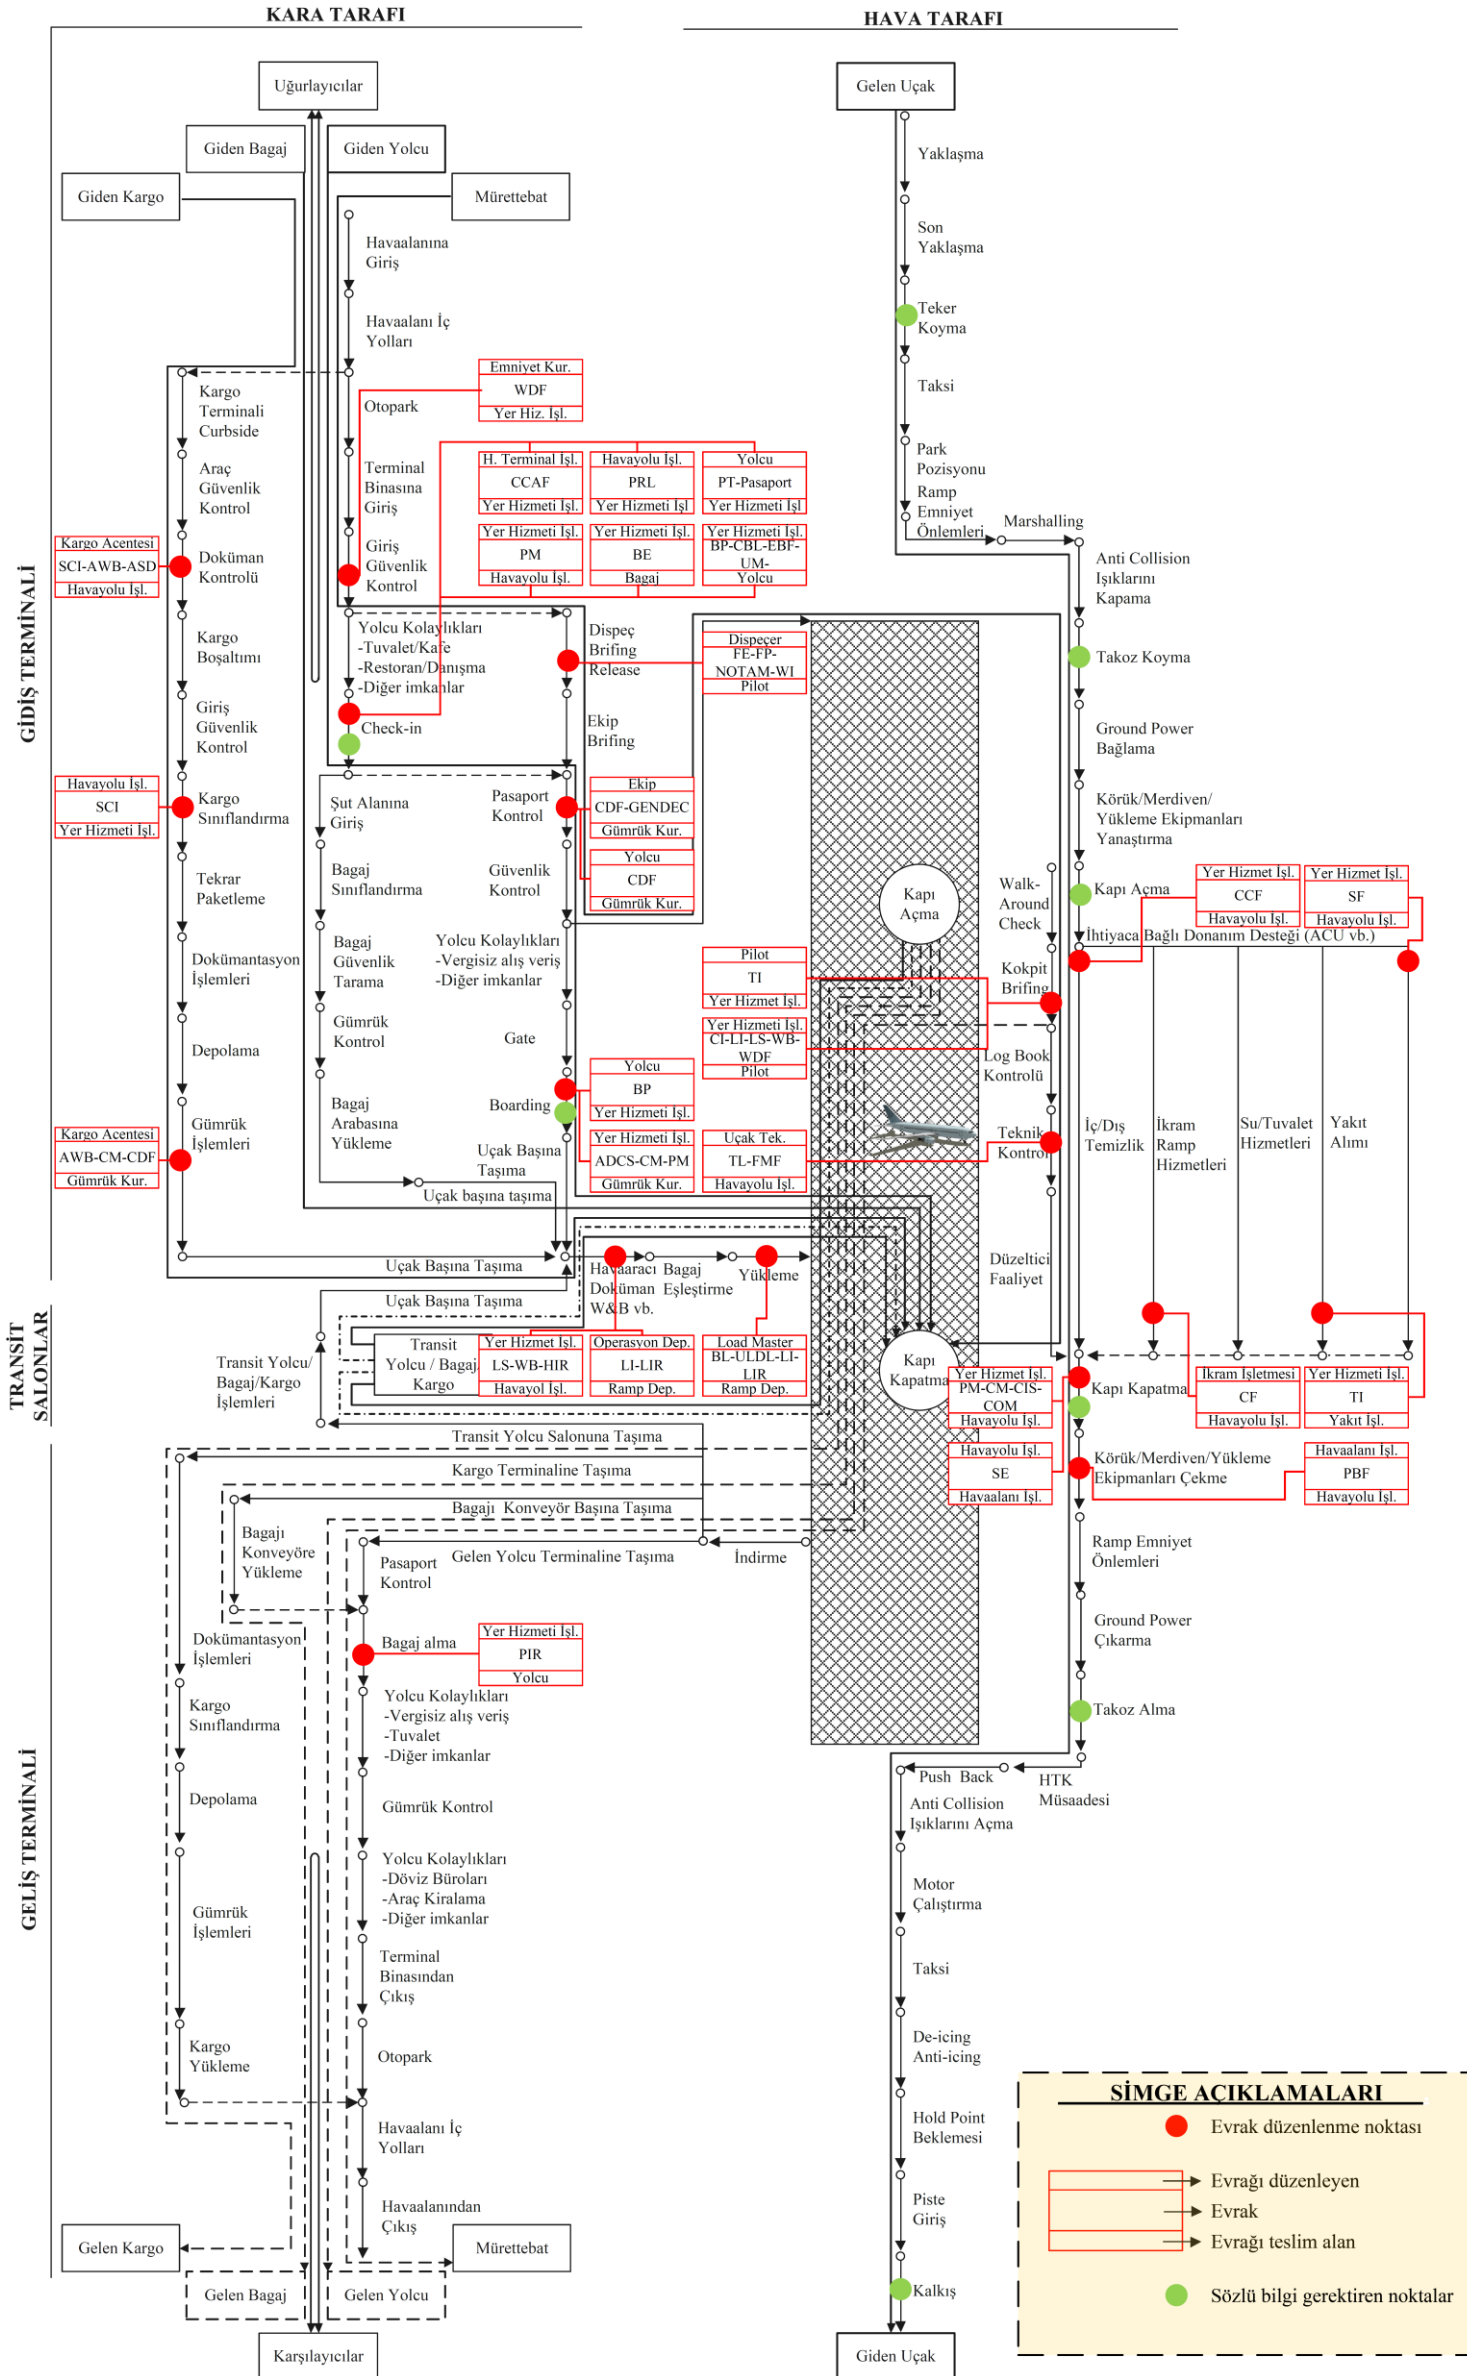 KARA TARAFI
HAVA TARAFI
GİDİŞ TERMİNALİ
TRANSİT
SALONLAR
GELİŞ TERMİNALİ
Uğurlayıcılar
Giden Bagaj
Giden Yolcu
Giden Kargo
Mürettebat
Havaalanına
Giriş
Havaalanı İç
Yolları
Otopark
Terminal
Binasına
Giriş
Giriş
Güvenlik
Kontrol
Yolcu Kolaylıkları
-Tuvalet/Kafe
-Restoran/Danışma
-Diğer imkanlar
Check-in
Kargo
Terminali
Curbside
Araç
Güvenlik
Kontrol
Doküman
Kontrolü
Kargo
Boşaltımı
Giriş
Güvenlik
Kontrol
Kargo
Sınıflandırma
Tekrar
Paketleme
Dokümantasyon
İşlemleri
Depolama
Gümrük
İşlemleri
Kargo Acentesi
SCI-AWB-ASD
Havayolu İşl.
Havayolu İşl.
SCI
Yer Hizmeti İşl.
Kargo Acentesi
AWB-CM-CDF
Gümrük Kur.
Emniyet Kur.
WDF
Yer Hiz. İşl.
H. Terminal İşl.
CCAF
Yer Hizmeti İşl.
Havayolu İşl.
PRL
Yer Hizmeti İşl
Yolcu
PT-Pasaport
Yer Hizmeti İşl
Yer Hizmeti İşl.
PM
Havayolu İşl.
Yer Hizmeti İşl.
BE
Bagaj
Yer Hizmeti İşl.
BP-CBL-EBF-
UM-
Yolcu
Dispeç
Brifing
Release
Dispeçer
FE-FP-
NOTAM-WI
Pilot
Ekip
Brifing
Şut Alanına
Giriş
Bagaj
Sınıflandırma
Bagaj
Güvenlik
Tarama
Gümrük
Kontrol
Bagaj
Arabasına
Yükleme
Uçak başına taşıma
Pasaport
Kontrol
Ekip
CDF-GENDEC
Gümrük Kur.
Yolcu
CDF
Gümrük Kur.
Güvenlik
Kontrol
Yolcu Kolaylıkları
-Vergisiz alış veriş
-Diğer imkanlar
Gate
Boarding
Uçak Başına
Taşıma
Yolcu
BP
Yer Hizmeti İşl.
Yer Hizmeti İşl.
ADCS-CM-PM
Gümrük Kur.
Pilot
TI
Yer Hizmet İşl.
Yer Hizmeti İşl.
CI-LI-LS-WB-
WDF
Pilot
Uçak Tek.
TL-FMF
Havayolu İşl.
Uçak Başına Taşıma
Havaaracı
Doküman
W&B vb.
Bagaj
Eşleştirme
Yükleme
Uçak Başına Taşıma
Transit Yolcu/
Bagaj/Kargo
İşlemleri
Transit
Yolcu / Bagaj/
Kargo
Yer Hizmet İşl.
LS-WB-HIR
Havayol İşl.
Operasyon Dep.
LI-LIR
Ramp Dep.
Load Master
BL-ULDL-LI-
LIR
Ramp Dep.
Transit Yolcu Salonuna Taşıma
Kargo Terminaline Taşıma
Bagajı Konveyör Başına Taşıma
Gelen Yolcu Terminaline Taşıma
İndirme
Bagajı
Konveyöre
Yükleme
Pasaport
Kontrol
Bagaj alma
Yer Hizmeti İşl.
PIR
Yolcu
Yolcu Kolaylıkları
-Vergisiz alış veriş
-Tuvalet
-Diğer imkanlar
Gümrük Kontrol
Yolcu Kolaylıkları
-Döviz Büroları
-Araç Kiralama
-Diğer imkanlar
Terminal
Binasından
Çıkış
Otopark
Havaalanı İç
Yolları
Havaalanından
Çıkış
Dokümantasyon
İşlemleri
Kargo
Sınıflandırma
Depolama
Gümrük
İşlemleri
Kargo
Yükleme
Gelen Kargo
Mürettebat
Gelen Bagaj
Gelen Yolcu
Karşılayıcılar
Gelen Uçak
Yaklaşma
Son
Yaklaşma
Teker
Koyma
Taksi
Park
Pozisyonu
Ramp
Emniyet
Önlemleri
Marshalling
Anti Collision
Işıklarını
Kapama
Takoz Koyma
Ground Power
Bağlama
Körük/Merdiven/
Yükleme Ekipmanları
Yanaştırma
Kapı Açma
Yer Hizmet İşl.
CCF
Havayolu İşl.
Yer Hizmet İşl.
SF
Havayolu İşl.
İhtiyaca Bağlı Donanım Desteği (ACU vb.)
Kapı
Açma
Walk-
Around
Check
Kokpit
Brifing
Log Book
Kontrolü
Teknik
Kontrol
Düzeltici
Faaliyet
İç/Dış
Temizlik
İkram
Ramp
Hizmetleri
Su/Tuvalet
Hizmetleri
Yakıt
Alımı
Kapı
Kapatma
Yer Hizmet İşl.
PM-CM-CIS-
COM
Havayolu İşl.
Kapı Kapatma
İkram İşletmesi
CF
Havayolu İşl.
Yer Hizmeti İşl.
TI
Yakıt İşl.
Havayolu İşl.
SE
Havaalanı İşl.
Körük/Merdiven/Yükleme
Ekipmanları Çekme
Havaalanı İşl.
PBF
Havayolu İşl.
Ramp Emniyet
Önlemleri
Ground Power
Çıkarma
Takoz Alma
HTK
Müsaadesi
Push Back
Anti Collision
Işıklarını Açma
Motor
Çalıştırma
Taksi
De-icing
Anti-icing
Hold Point
Beklemesi
Piste
Giriş
Kalkış
Giden Uçak
SİMGE AÇIKLAMALARI
Evrak düzenlenme noktası
Evrağı düzenleyen
Evrak
Evrağı teslim alan
Sözlü bilgi gerektiren noktalar